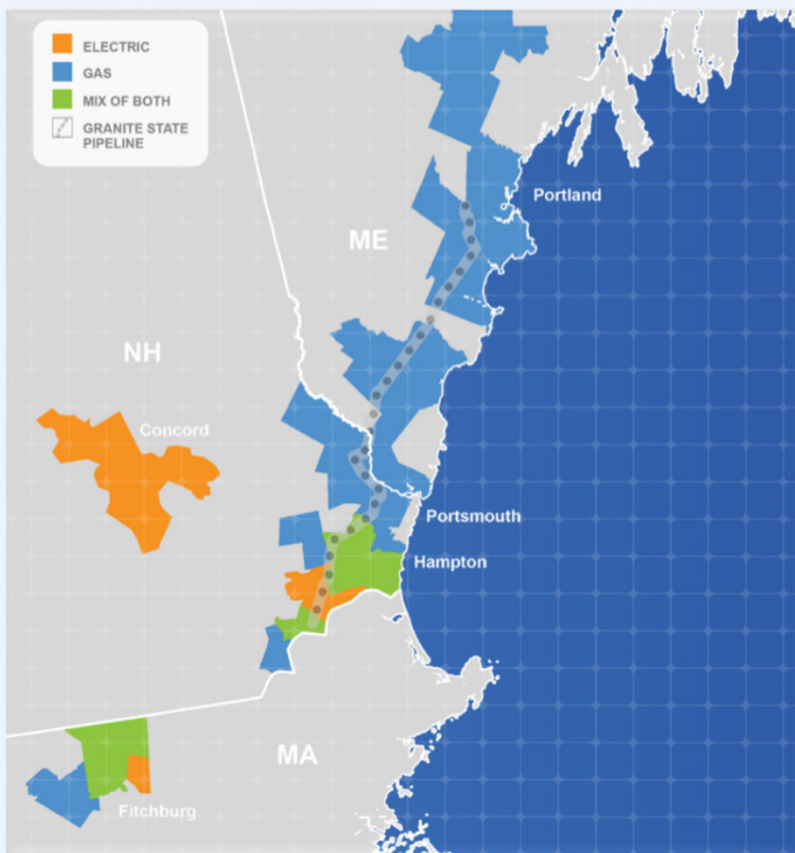 ELECTRIC
GAS
MIX OF BOTH
GRANITE STATE
PIPELINE
Portland
ME
NH
Concord
Portsmouth
Hampton
MA
Fitchburg